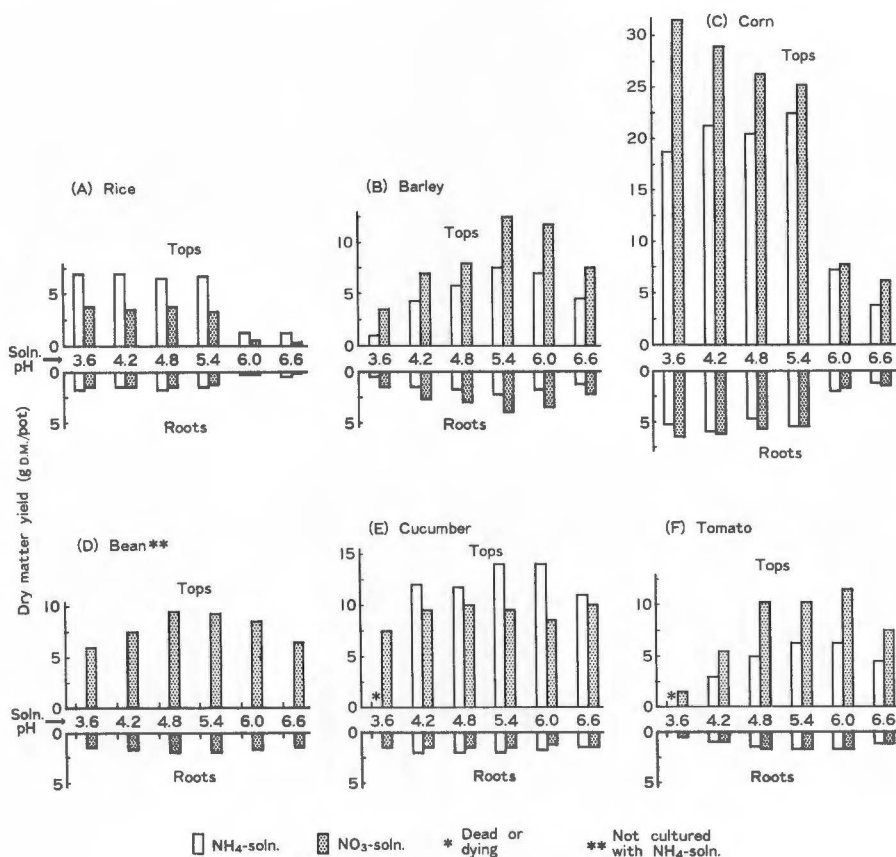 (A) Rice
Tops
5
0
Soln. pH → 3.6 4.2 4.8 5.4 6.0 6.6
0
5
Roots
(B) Barley
Tops
10
5
0
3.6 4.2 4.8 5.4 6.0 6.6
0
5
Roots
(C) Corn
Tops
30
25
20
15
10
5
0
3.6 4.2 4.8 5.4 6.0 6.6
0
5
Roots
Dry matter yield (g D.M./pot)
(D) Bean**
Tops
10
5
0
Soln. pH → 3.6 4.2 4.8 5.4 6.0 6.6
0
5
Roots
(E) Cucumber
Tops
15
10
5
0
*
3.6 4.2 4.8 5.4 6.0 6.6
0
5
Roots
(F) Tomato
Tops
10
5
0
*
3.6 4.2 4.8 5.4 6.0 6.6
0
5
Roots
NH₄-soln.
NO₃-soln.
* Dead or
dying
** Not cultured
with NH₄-soln.